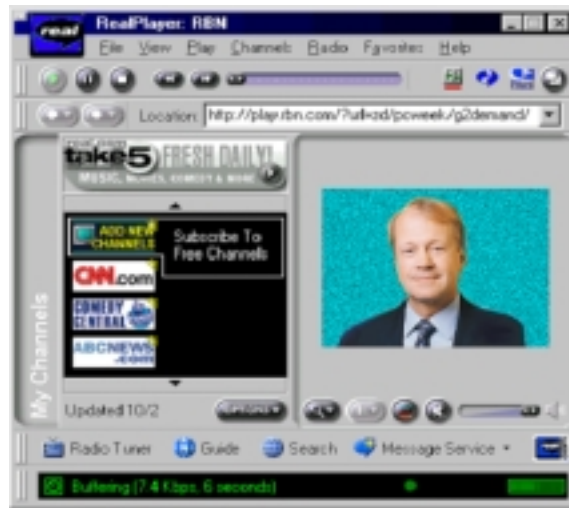 real
RealPlayer: RBN
File View Play Channels Radio Favorites Help
Location: http://play.rbn.com/?url=zd/pcweek/g2demand/
take5 FRESH DAILY!
MUSIC, MOVIES, COMEDY & MORE
ADD NEW CHANNELS
Subscribe To
Free Channels
CNN.com
COMEDY CENTRAL
ABCNEWS.com
My Channels
Updated 10/2
Radio Tuner Guide Search Message Service
Buffering (7.4 Kbps, 6 seconds)